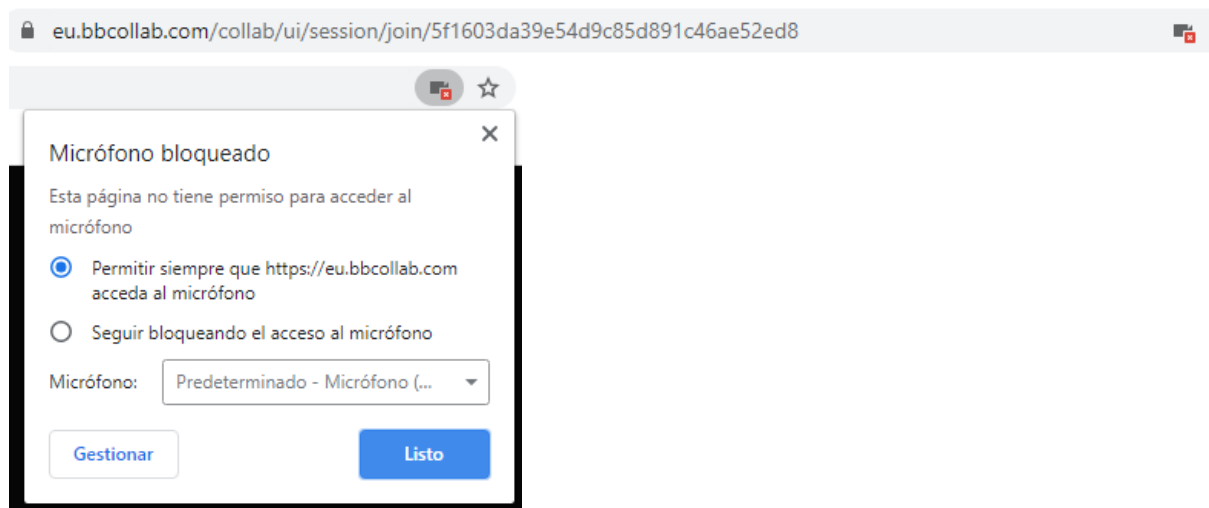 eu.bbcollab.com/collab/ui/session/join/5f1603da39e54d9c85d891c46ae52ed8
Micrófono bloqueado
Esta página no tiene permiso para acceder al
micrófono
Permitir siempre que https://eu.bbcollab.com
acceda al micrófono
Seguir bloqueando el acceso al micrófono
Micrófono: Predeterminado - Micrófono (...
Gestionar Listo